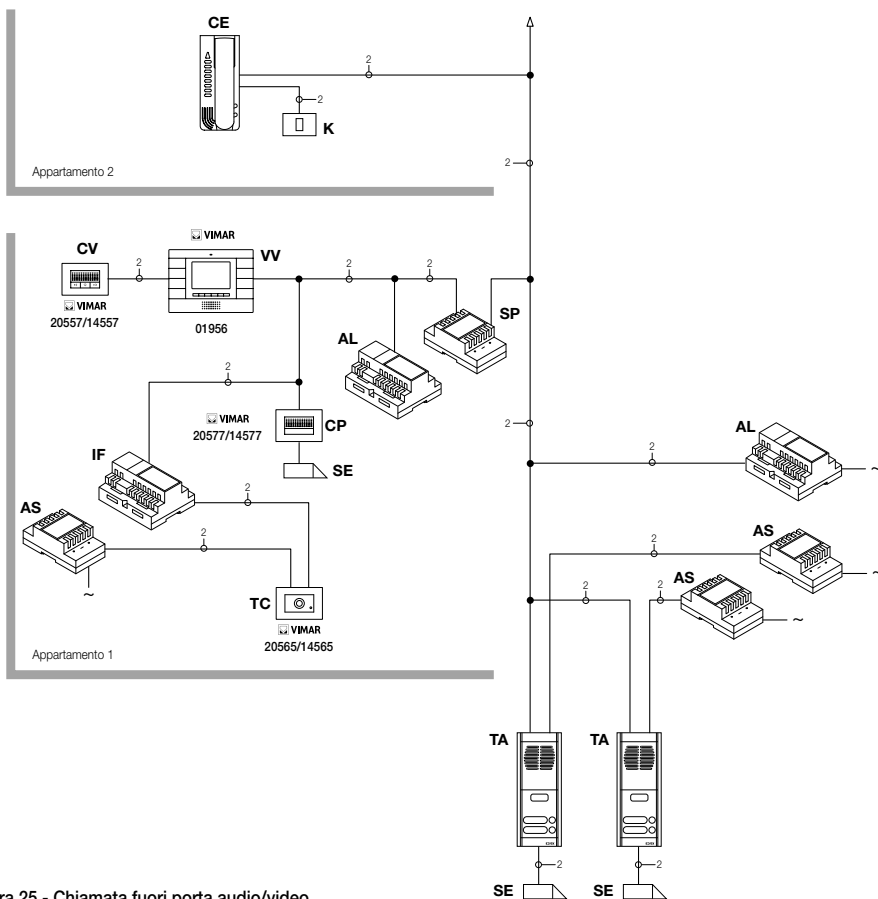 CE
2
2
K
Appartamento 2
2
VIMAR
CV
VV
2
2
2
VIMAR
20557/14557
01956
SP
AL
2
VIMAR
20577/14577
CP
2
IF
SE
AL
2
AS
2
~
2
AS
2
AS
2
2
~
~
TC
~
VIMAR
20565/14565
Appartamento 1
TA
TA
2
2
SE
SE
25 - Chiamata fuori porta audio/video